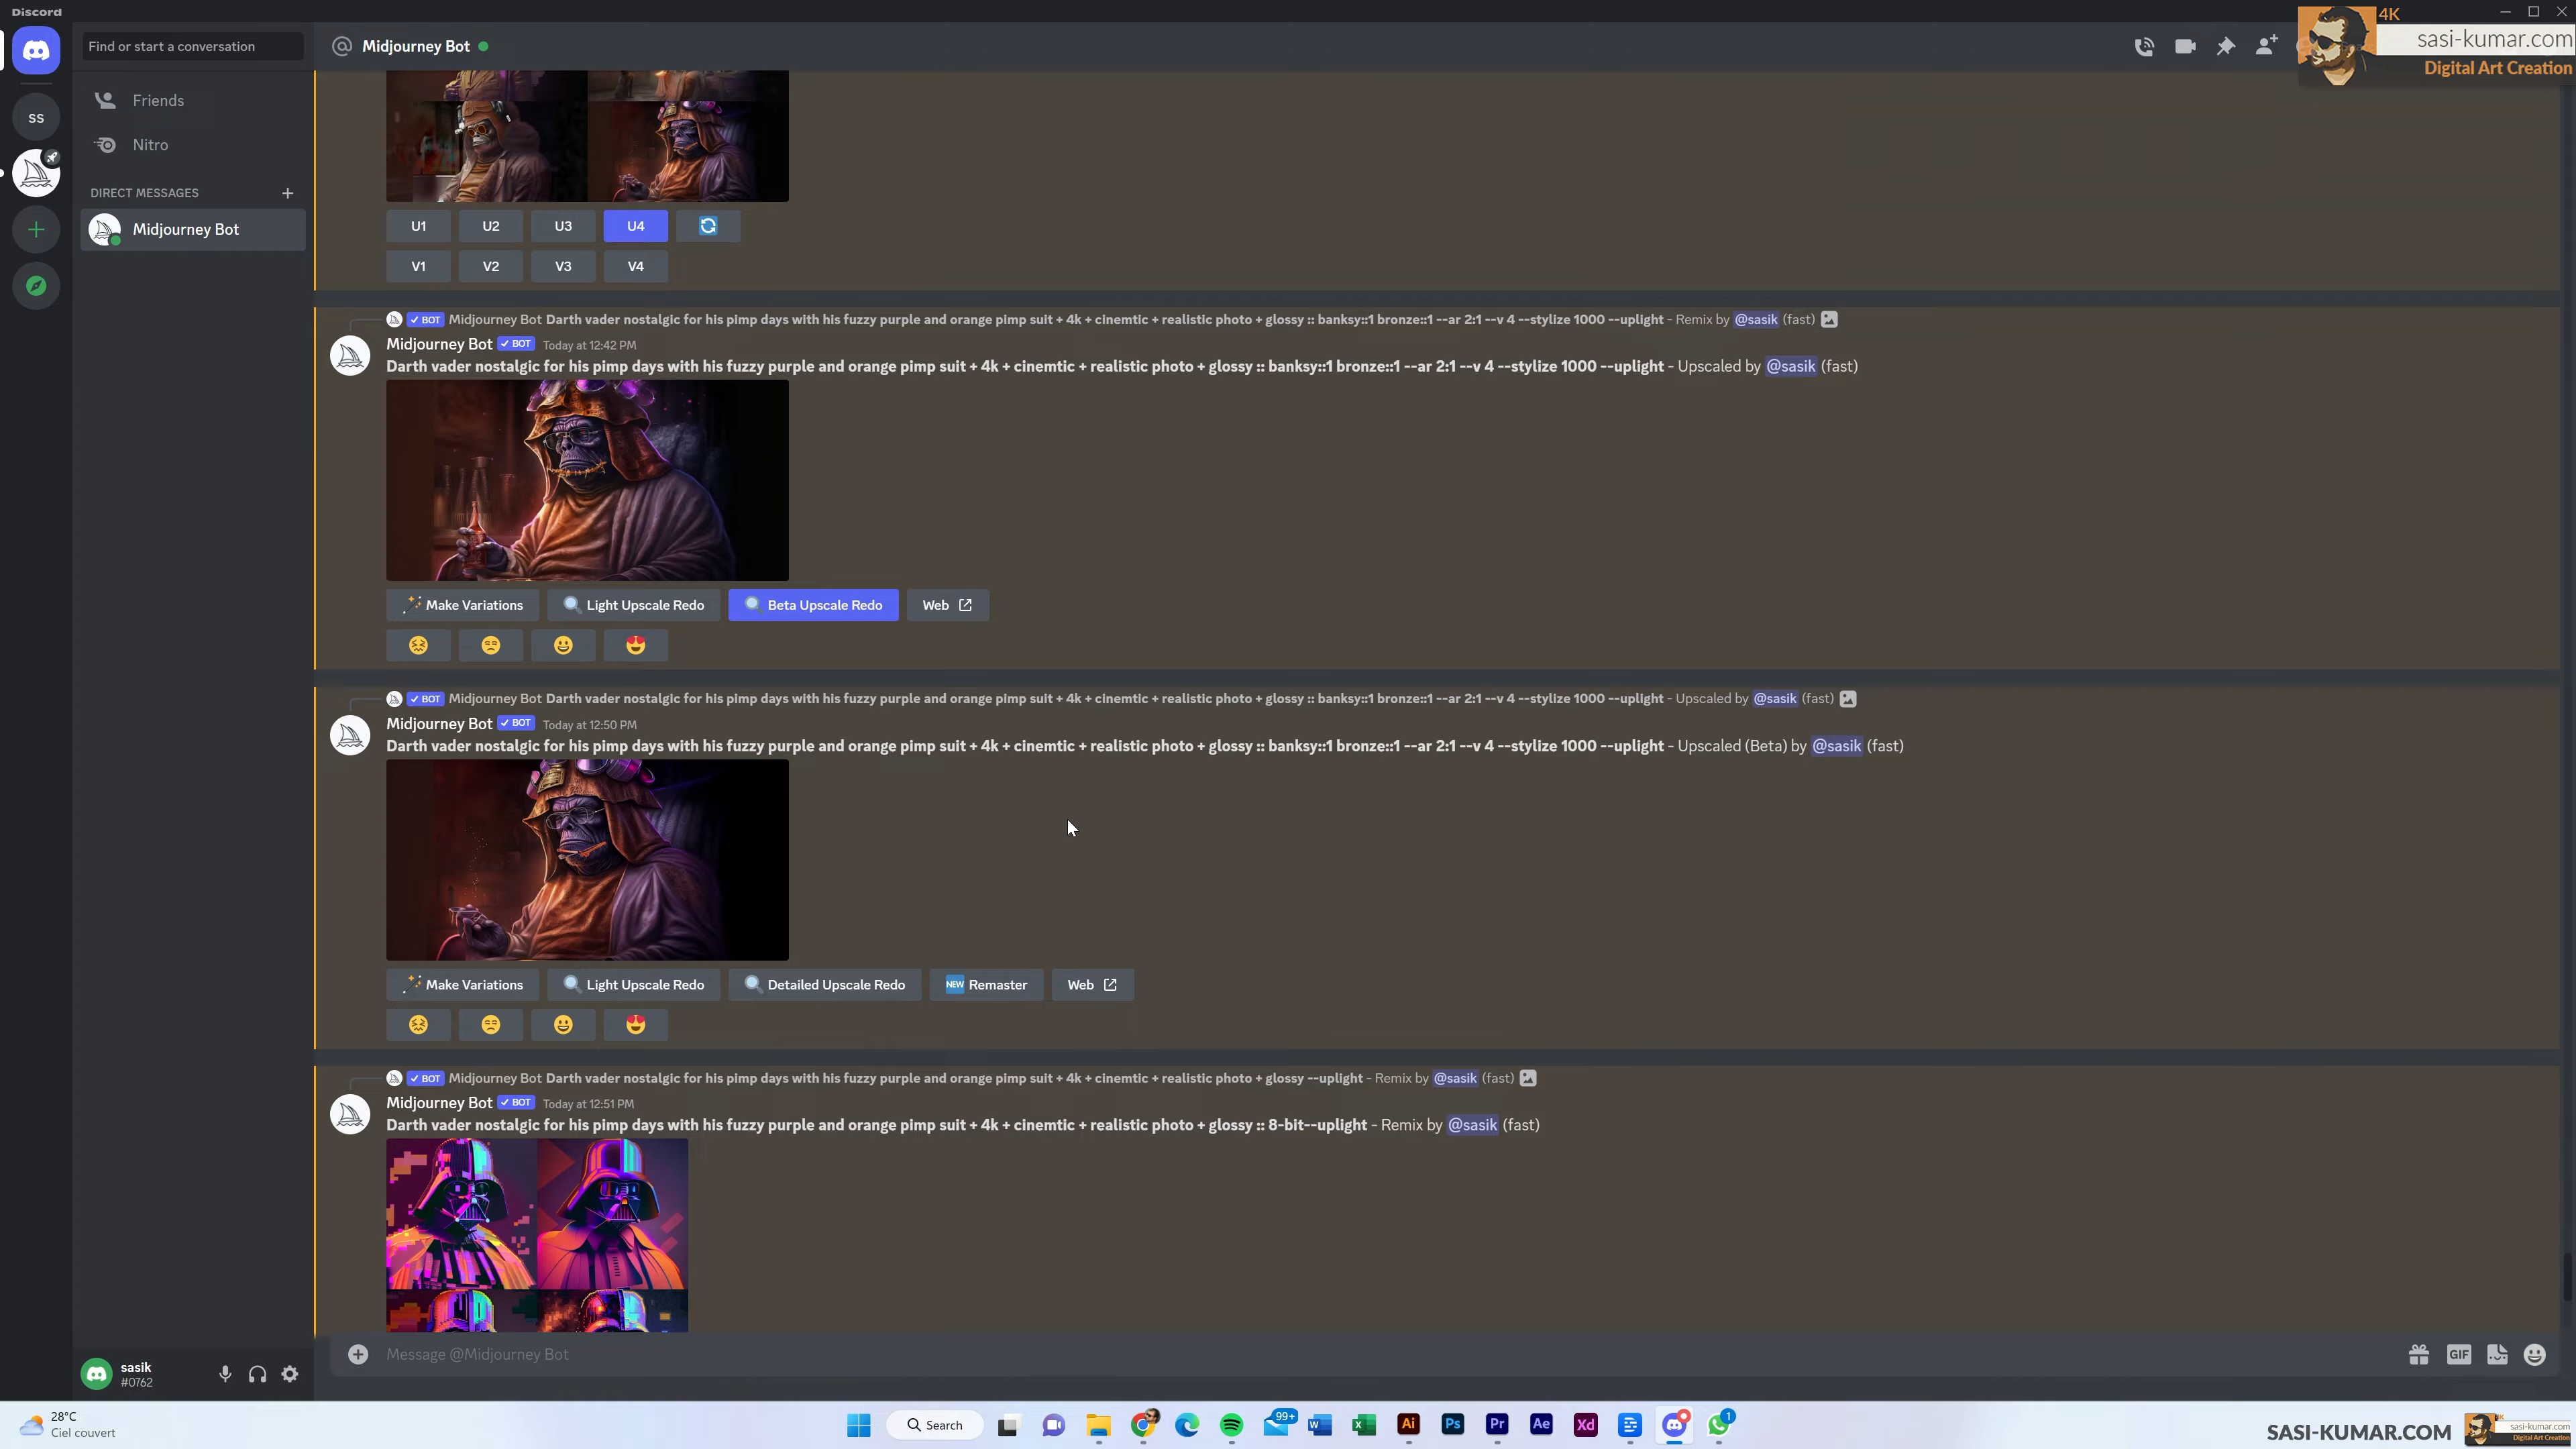 Discord
Find or start a conversation
Midjourney Bot
4K
sasi-kumar.com
Digital Art Creation
Friends
SS
Nitro
DIRECT MESSAGES
Midjourney Bot
U1 U2 U3 U4
V1 V2 V3 V4
BOT Midjourney Bot Darth vader nostalgic for his pimp days with his fuzzy purple and orange pimp suit + 4k + cinemtic + realistic photo + glossy :: banksy::1 bronze::1 --ar 2:1 --v 4 --stylize 1000 --uplight - Remix by @sasik (fast)
Midjourney Bot BOT Today at 12:42 PM
Darth vader nostalgic for his pimp days with his fuzzy purple and orange pimp suit + 4k + cinemtic + realistic photo + glossy :: banksy::1 bronze::1 --ar 2:1 --v 4 --stylize 1000 --uplight - Upscaled by @sasik (fast)
Make Variations Light Upscale Redo Beta Upscale Redo Web
BOT Midjourney Bot Darth vader nostalgic for his pimp days with his fuzzy purple and orange pimp suit + 4k + cinemtic + realistic photo + glossy :: banksy::1 bronze::1 --ar 2:1 --v 4 --stylize 1000 --uplight - Upscaled by @sasik (fast)
Midjourney Bot BOT Today at 12:50 PM
Darth vader nostalgic for his pimp days with his fuzzy purple and orange pimp suit + 4k + cinemtic + realistic photo + glossy :: banksy::1 bronze::1 --ar 2:1 --v 4 --stylize 1000 --uplight - Upscaled (Beta) by @sasik (fast)
Make Variations Light Upscale Redo Detailed Upscale Redo NEW Remaster Web
BOT Midjourney Bot Darth vader nostalgic for his pimp days with his fuzzy purple and orange pimp suit + 4k + cinemtic + realistic photo + glossy --uplight - Remix by @sasik (fast)
Midjourney Bot BOT Today at 12:51 PM
Darth vader nostalgic for his pimp days with his fuzzy purple and orange pimp suit + 4k + cinemtic + realistic photo + glossy :: 8-bit--uplight - Remix by @sasik (fast)
Message @Midjourney Bot
GIF
sasik
#0762
28°C
Ciel couvert
Search
99+
Ai Ps Pr Ae Xd
1
SASI-KUMAR.COM
sasi-kumar.com
Digital Art Creation